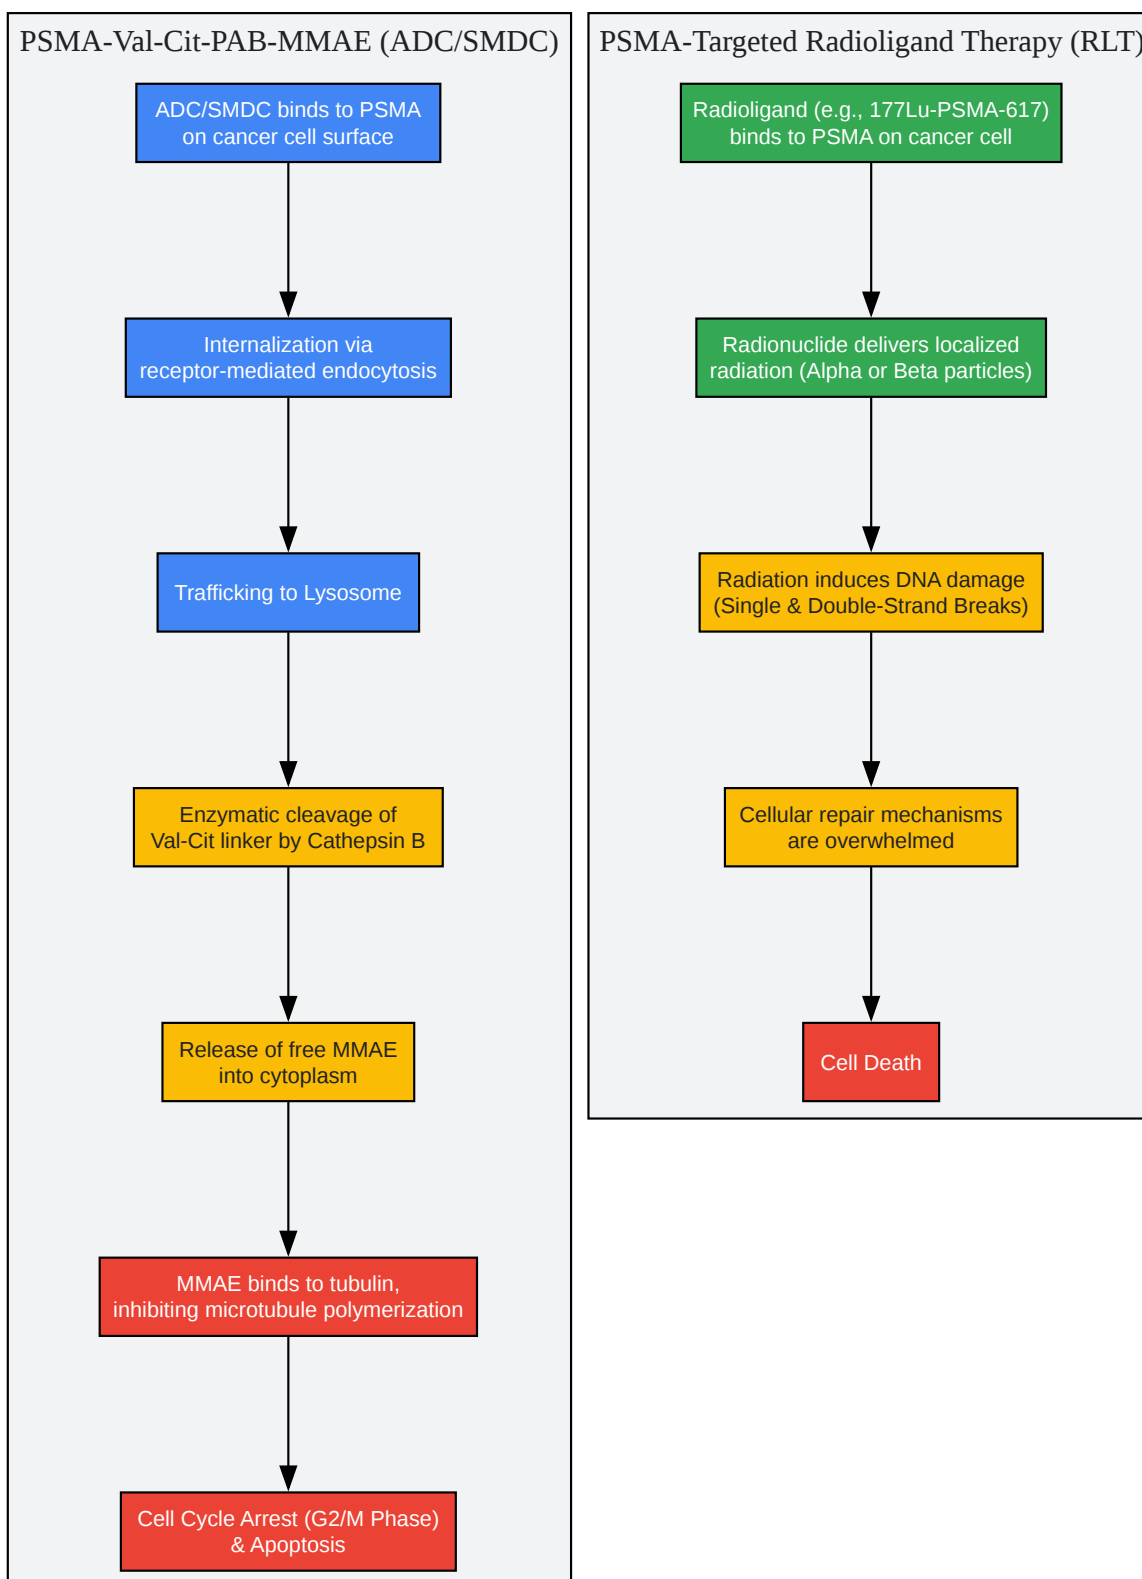 PSMA-Val-Cit-PAB-MMAE (ADC/SMDC)
ADC/SMDC binds to PSMA
on cancer cell surface
Internalization via
receptor-mediated endocytosis
Trafficking to Lysosome
Enzymatic cleavage of
Val-Cit linker by Cathepsin B
Release of free MMAE
into cytoplasm
MMAE binds to tubulin,
inhibiting microtubule polymerization
Cell Cycle Arrest (G2/M Phase)
& Apoptosis
PSMA-Targeted Radioligand Therapy (RLT)
Radioligand (e.g., 177Lu-PSMA-617)
binds to PSMA on cancer cell
Radionuclide delivers localized
radiation (Alpha or Beta particles)
Radiation induces DNA damage
(Single & Double-Strand Breaks)
Cellular repair mechanisms
are overwhelmed
Cell Death